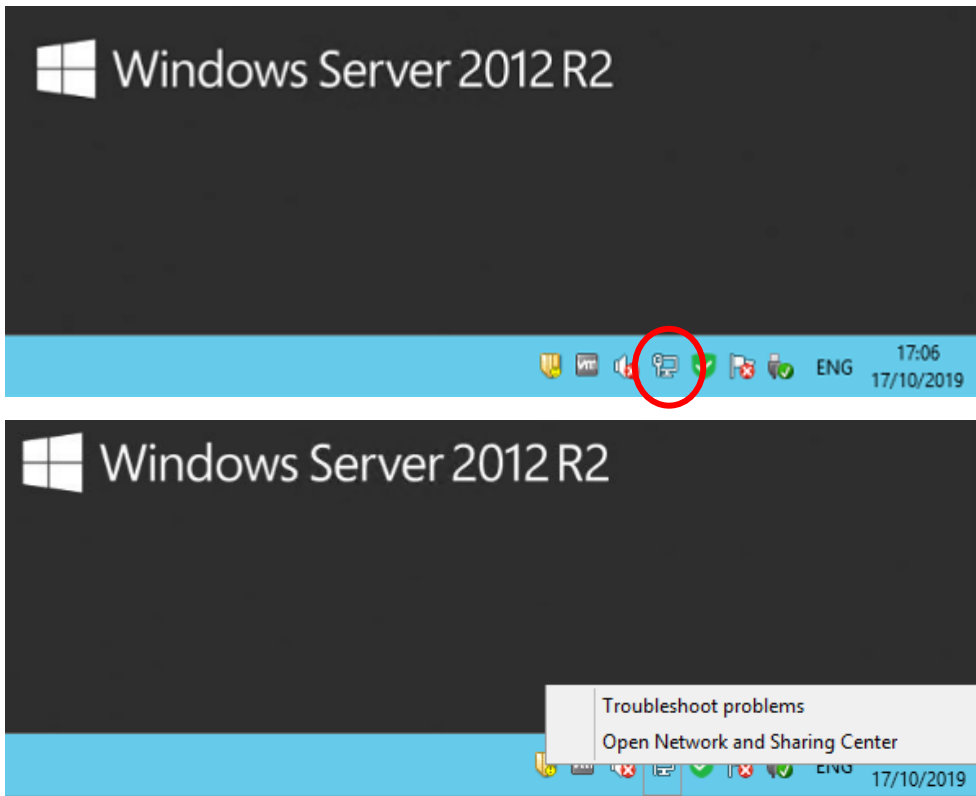 Windows Server 2012 R2
ENG
17:06
17/10/2019
Windows Server 2012 R2
Troubleshoot problems
Open Network and Sharing Center
ENG
17/10/2019